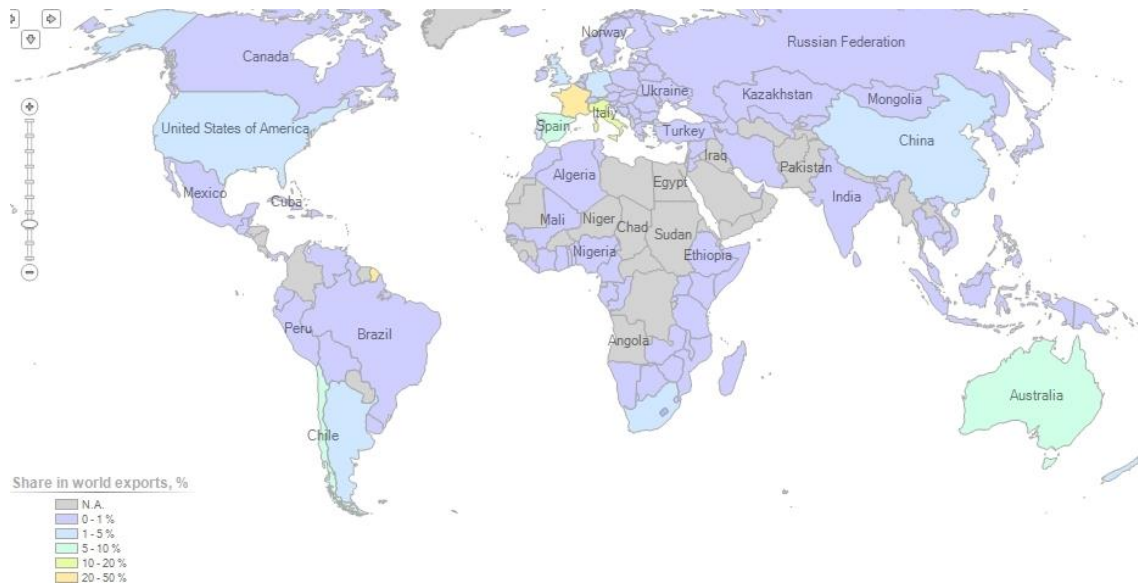 Norway
Russian Federation
Canada
Ukraine
Kazakhstan
Mongolia
Italy
Spain
United States of America
Turkey
China
Iraq
Pakistan
Algeria
Egypt
Mexico
India
Cuba
Mali
Niger
Chad
Sudan
Nigeria
Ethiopia
Peru
Brazil
Angola
Australia
Chile
Share in world exports, %
N.A.
0 - 1 %
1 - 5 %
5 - 10 %
10 - 20 %
20 - 50 %